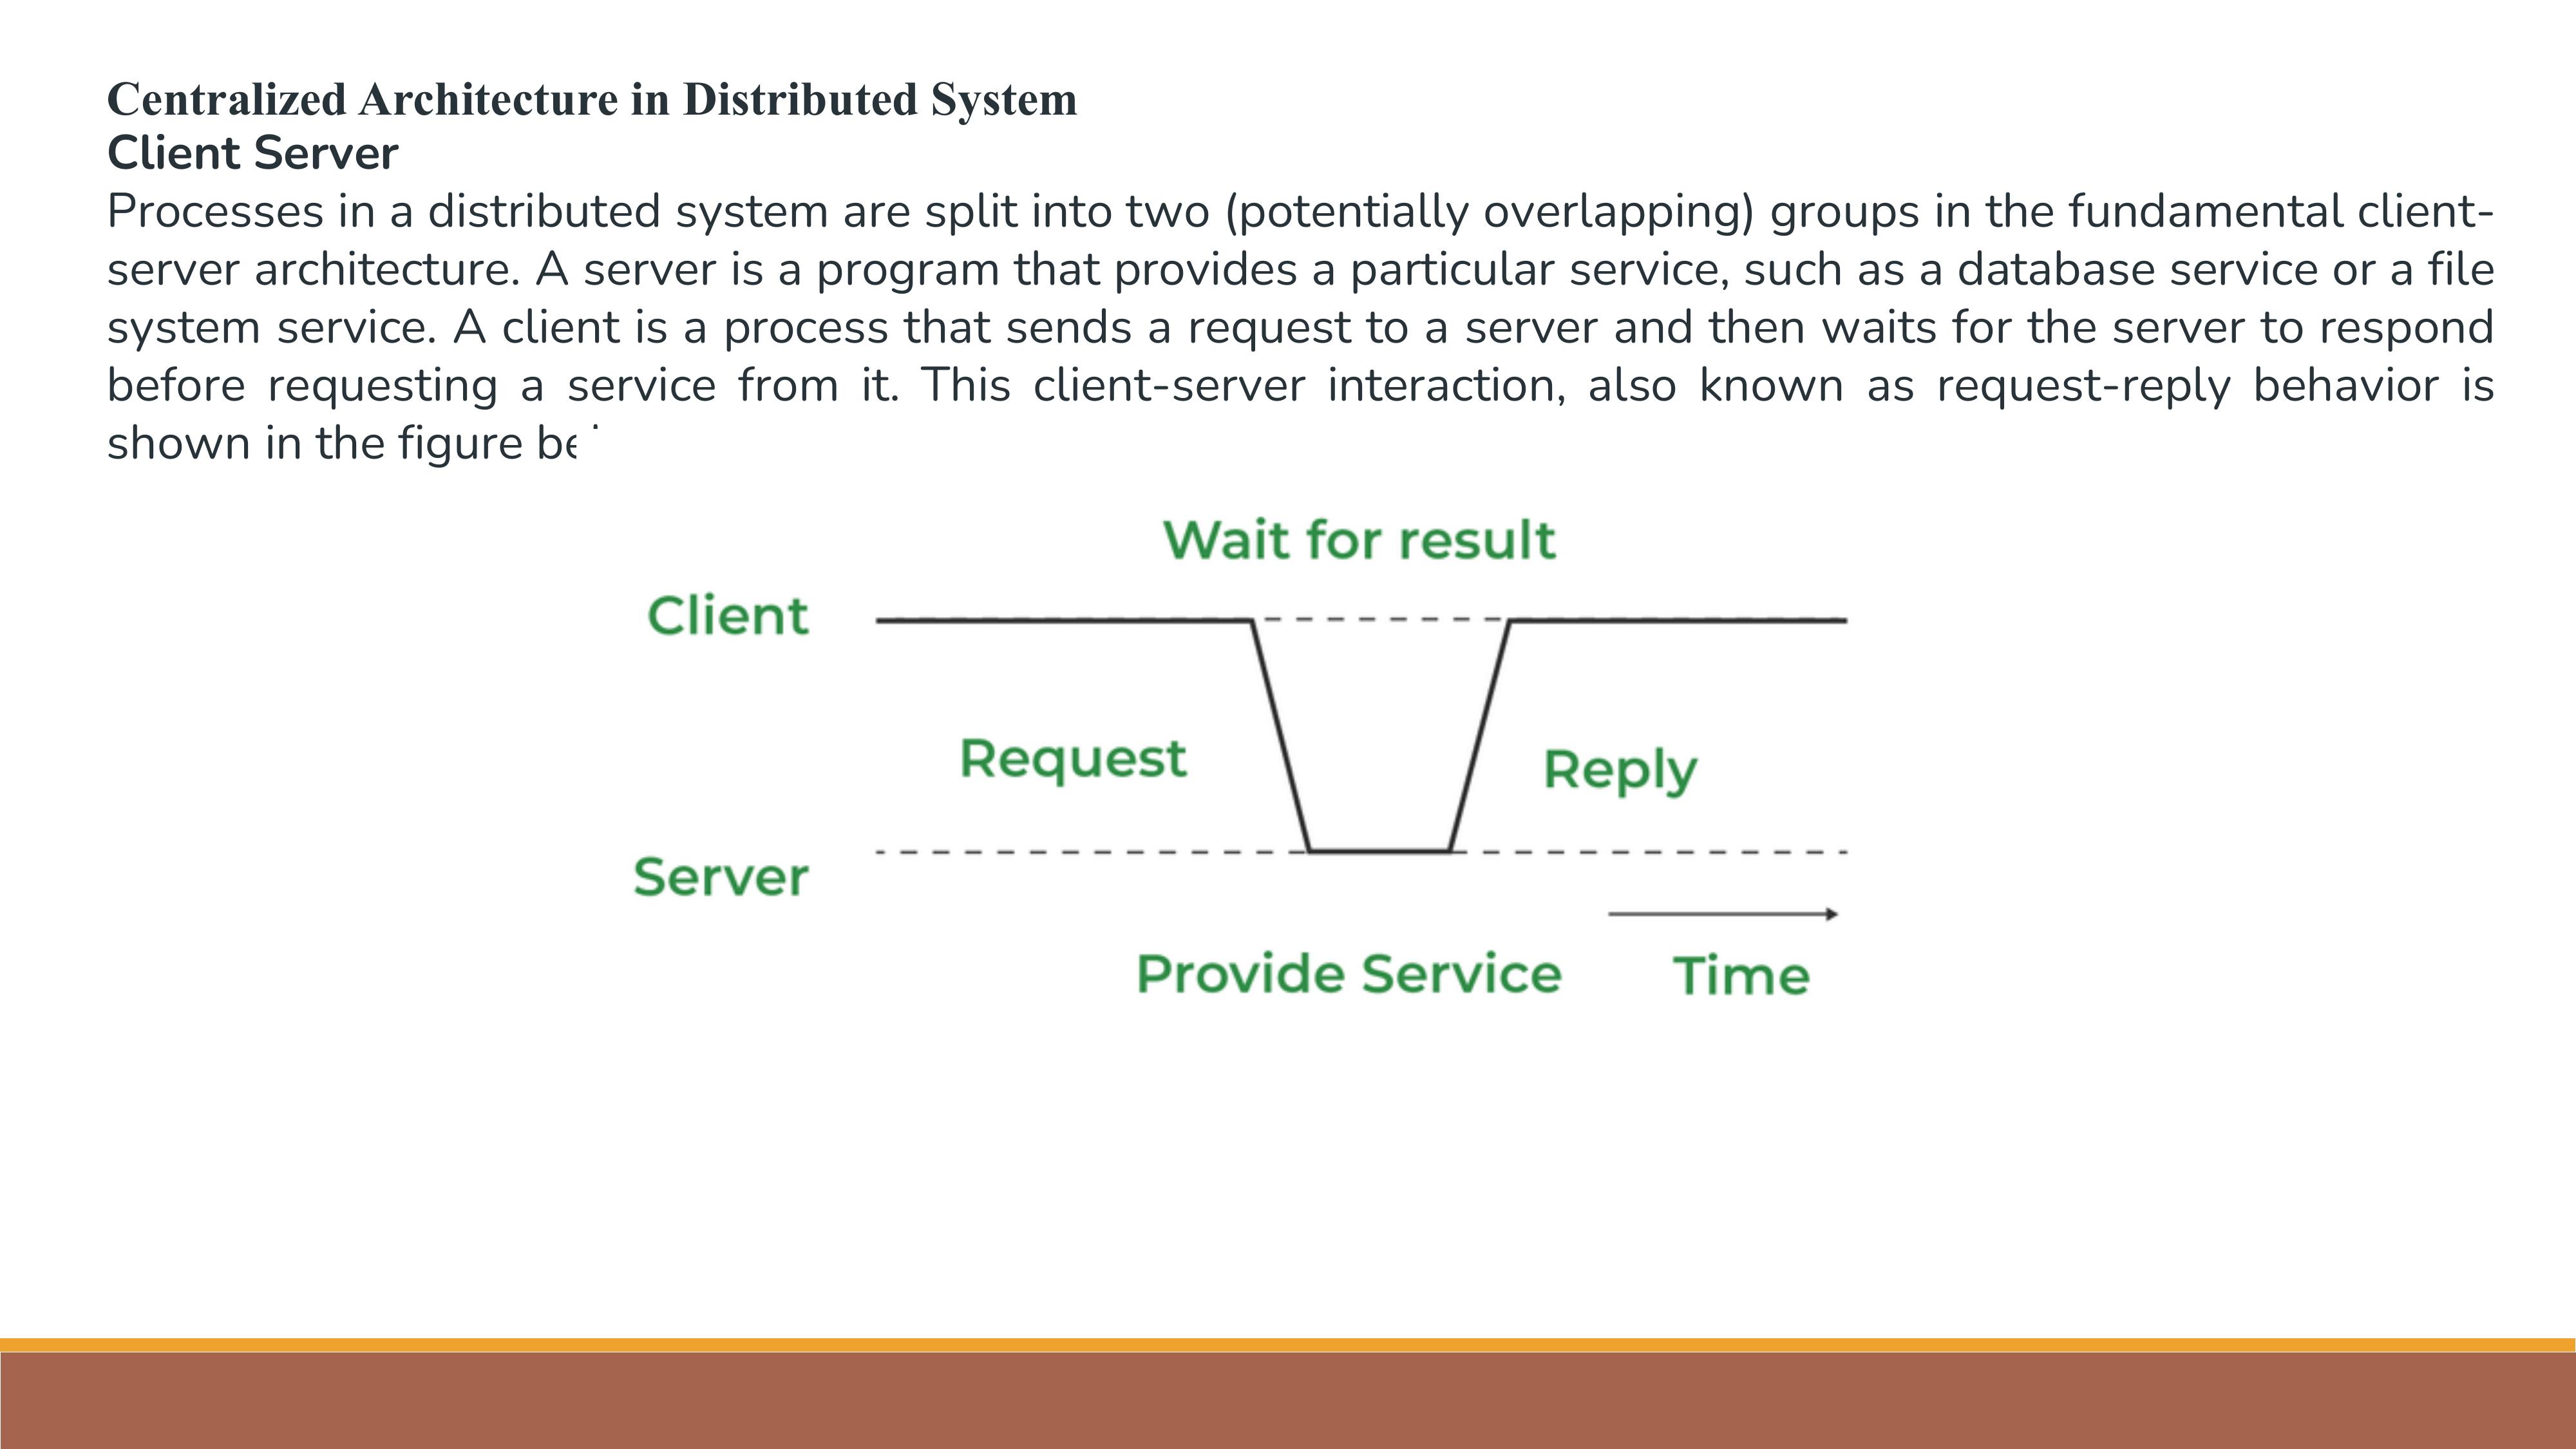 Centralized Architecture in Distributed System
Client Server
Processes in a distributed system are split into two (potentially overlapping) groups in the fundamental client-
server architecture. A server is a program that provides a particular service, such as a database service or a file
system service. A client is a process that sends a request to a server and then waits for the server to respond
before requesting a service from it. This client-server interaction, also known as request-reply behavior is
shown in the figure
Wait for result
Client
Request
Reply
Server
Provide Service
Time